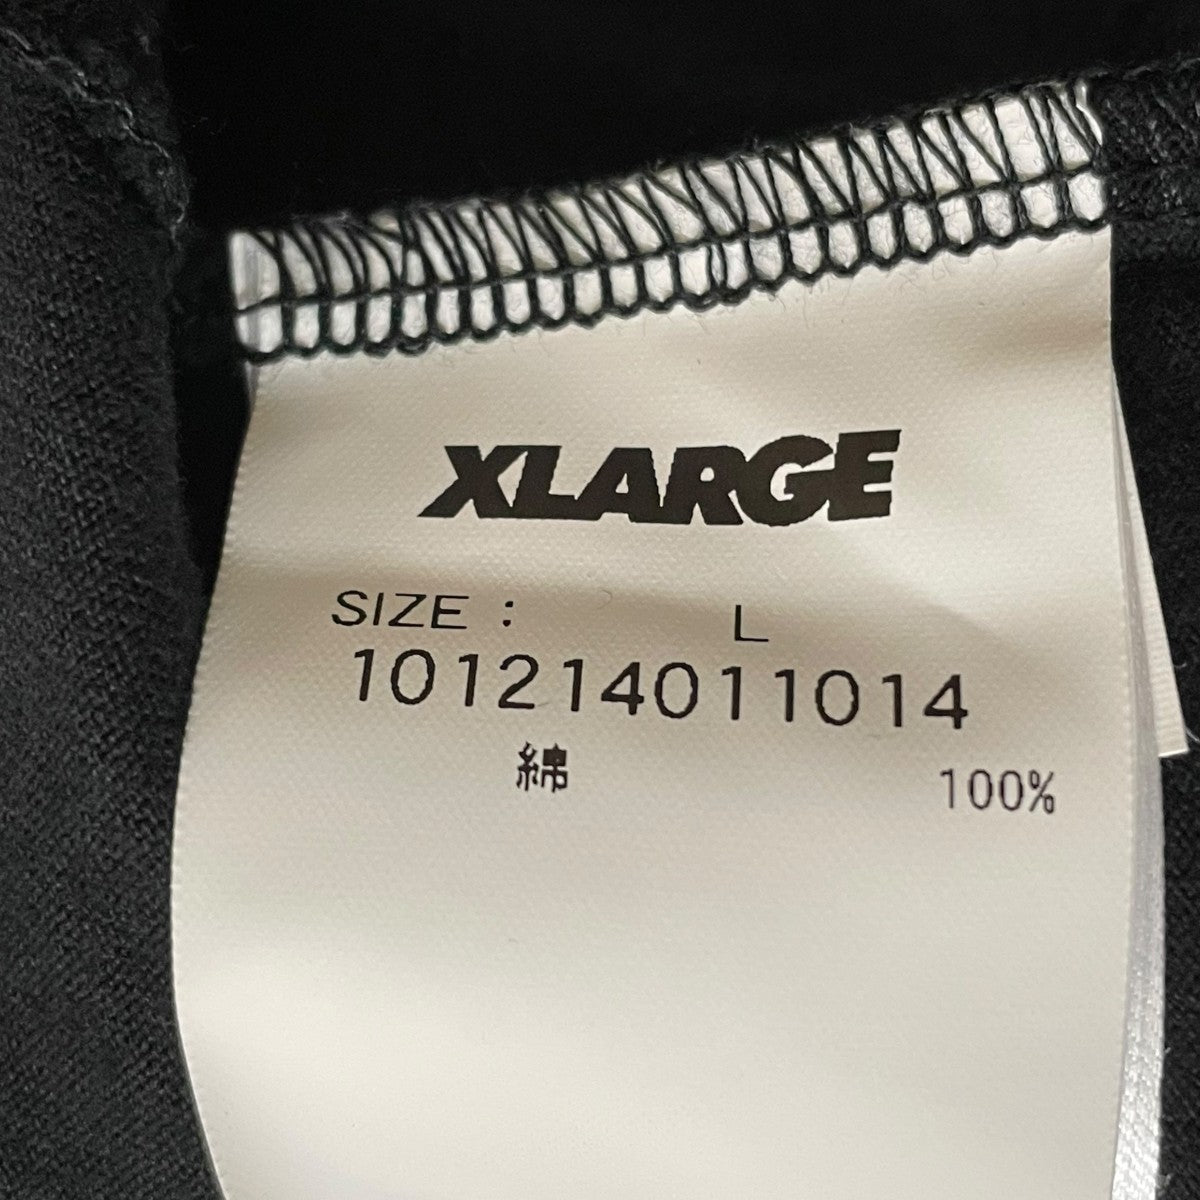 XLARGE
SIZE : L
101214011014
綿 100%